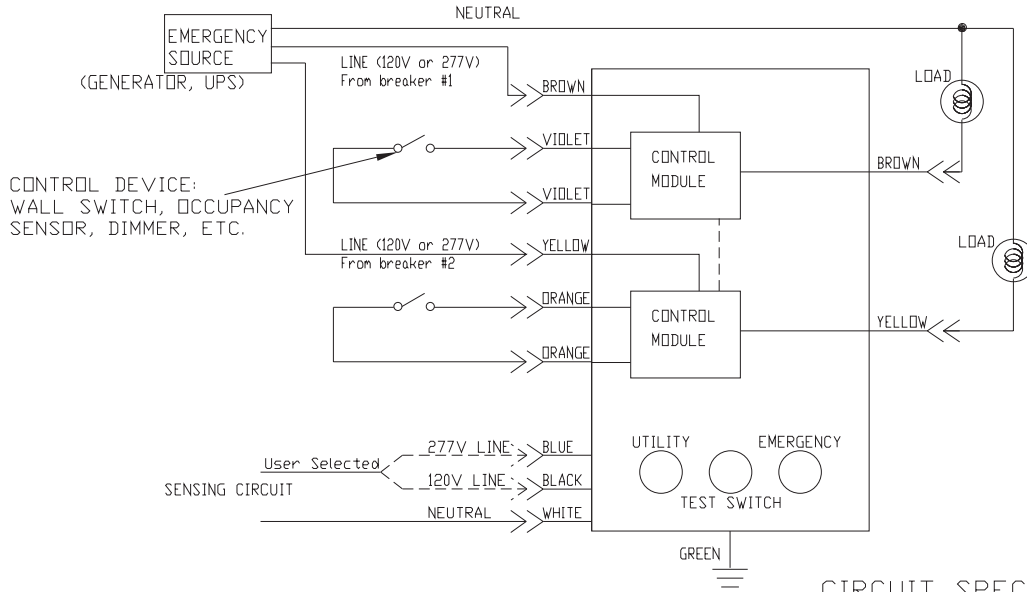 NEUTRAL
EMERGENCY
SOURCE
(GENERATOR, UPS)
LINE (120V or 277V)
From breaker #1
BROWN
LOAD
VIOLET
CONTROL
MODULE
BROWN
VIOLET
CONTROL DEVICE:
WALL SWITCH, OCCUPANCY
SENSOR, DIMMER, ETC.
LINE (120V or 277V)
From breaker #2
YELLOW
LOAD
ORANGE
CONTROL
MODULE
YELLOW
ORANGE
UTILITY
EMERGENCY
TEST SWITCH
277V LINE
BLUE
User Selected
120V LINE
BLACK
SENSING CIRCUIT
NEUTRAL
WHITE
GREEN
CIRCUIT SPEC